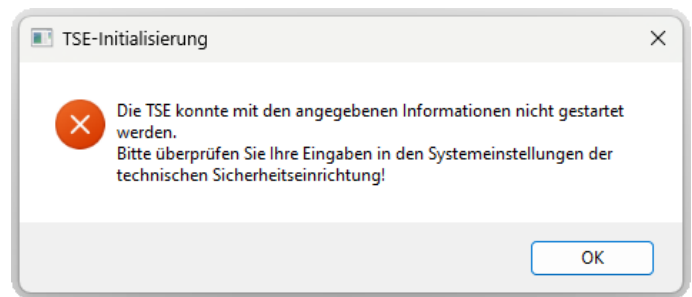 TSE-Initialisierung
Die TSE konnte mit den angegebenen Informationen nicht gestartet
werden.
Bitte überprüfen Sie Ihre Eingaben in den Systemeinstellungen der
technischen Sicherheitseinrichtung!
OK